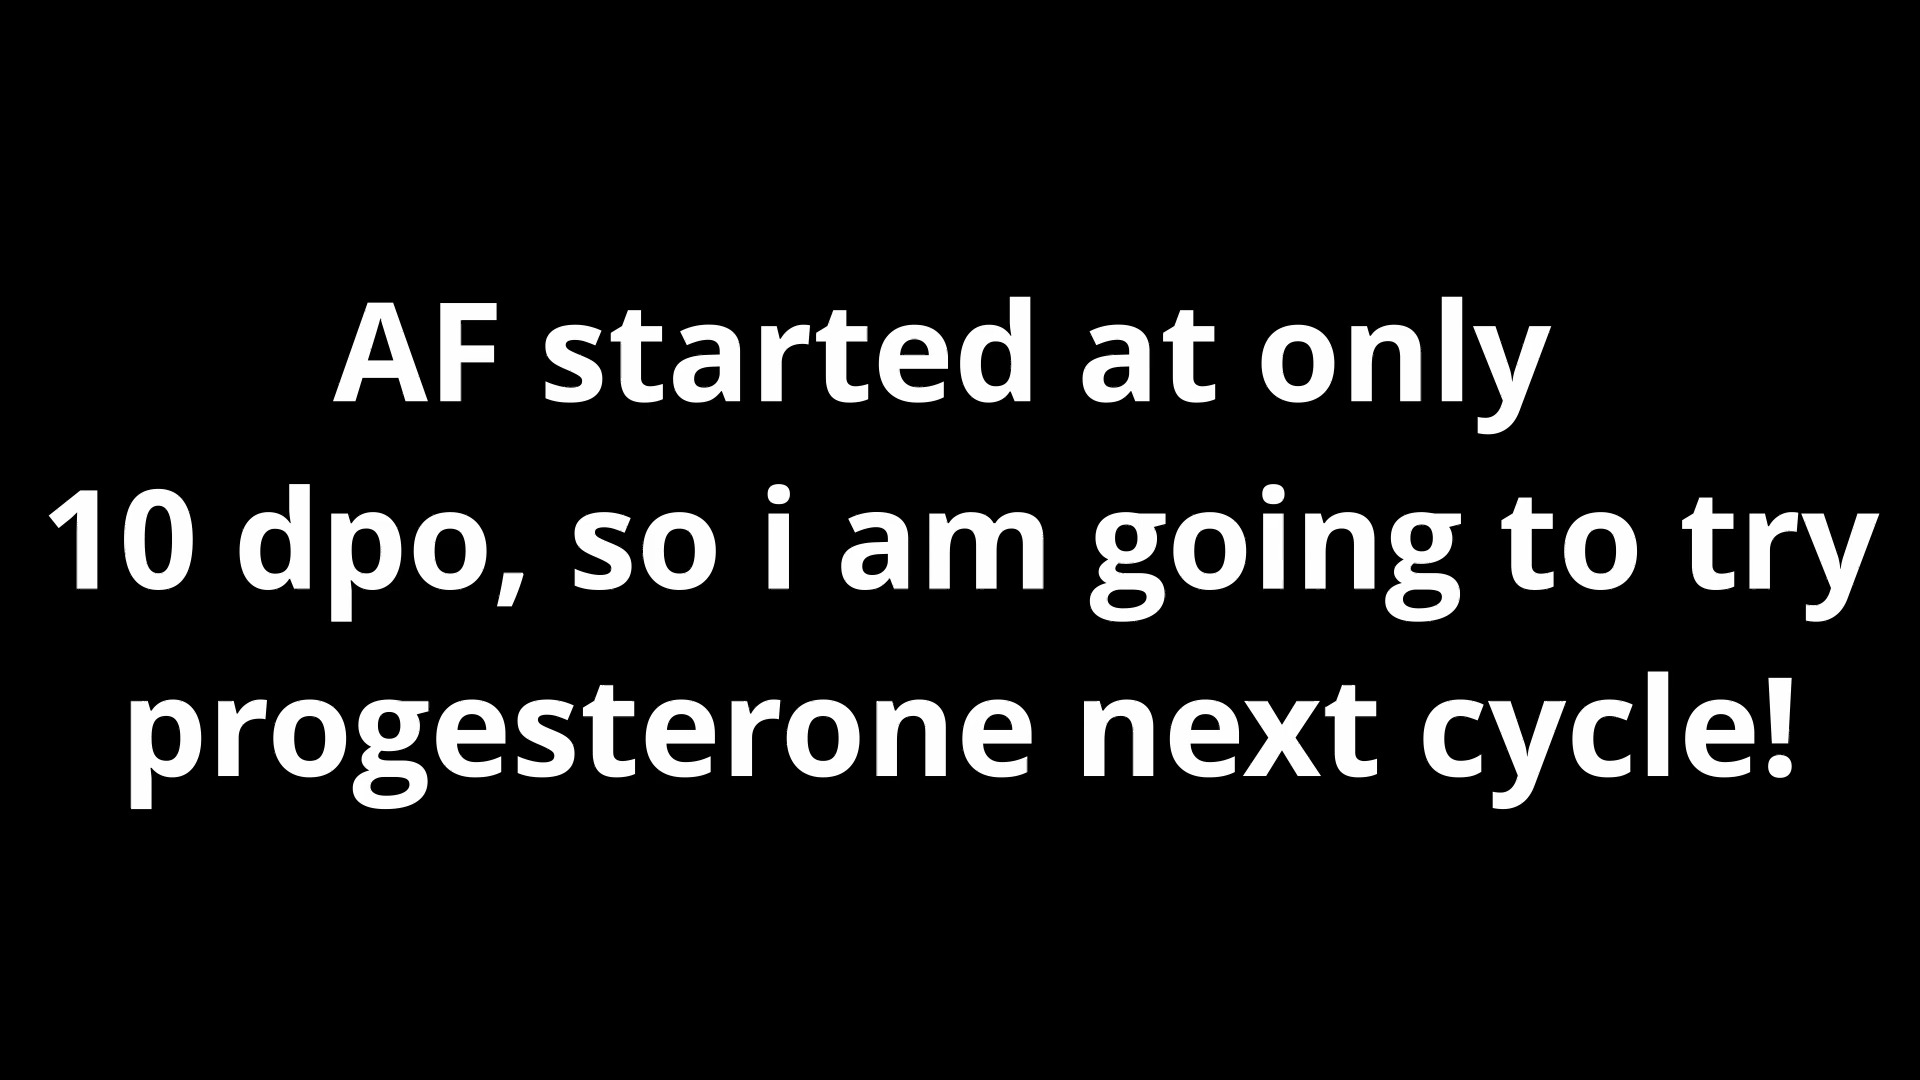 AF started at only
10 dpo, so i am going to try
progesterone next cycle!